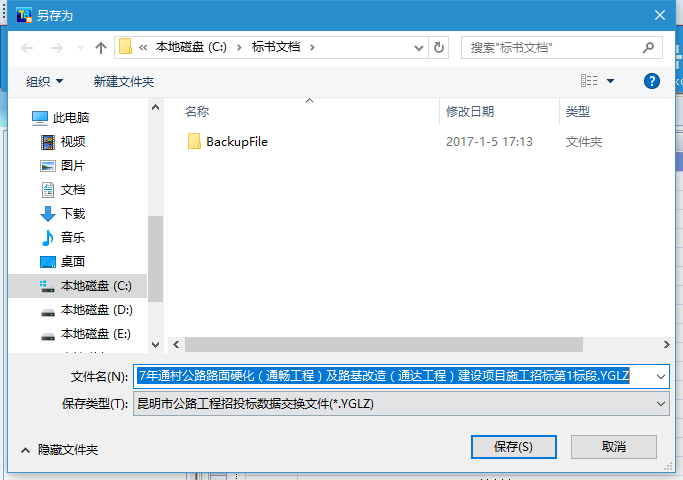 另存为
« 本地磁盘 (C:) › 标书文档 ›
搜索"标书文档"
组织
新建文件夹
名称
修改日期
类型
此电脑
视频
BackupFile
2017-1-5 17:13
文件夹
图片
文档
下载
音乐
桌面
本地磁盘 (C:)
本地磁盘 (D:)
本地磁盘 (E:)
文件名(N):
7年通村公路路面硬化（通畅工程）及路基改造（通达工程）建设项目施工招标第1标段.YGLZ
保存类型(T):
昆明市公路工程招投标数据交换文件(*.YGLZ)
隐藏文件夹
保存(S)
取消